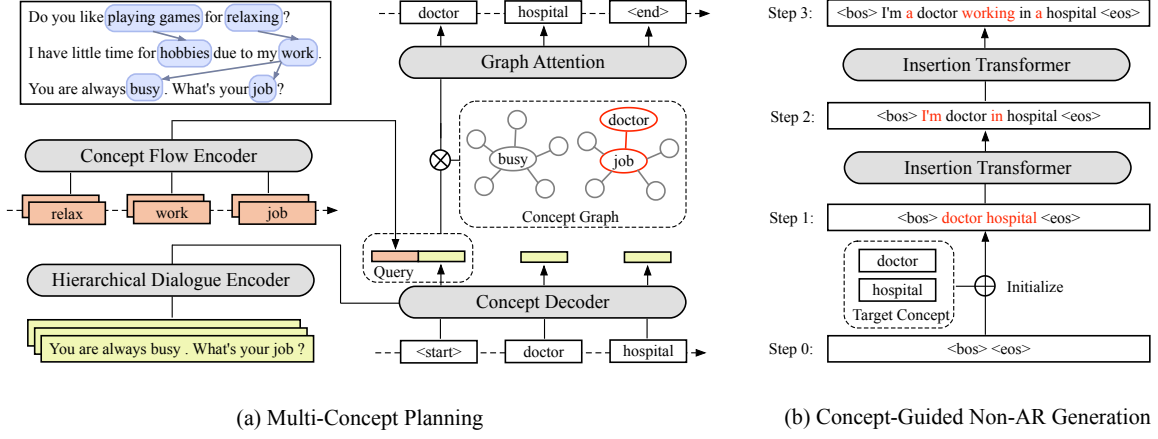 Do you like playing games for relaxing ?
I have little time for hobbies due to my work .
You are always busy . What's your job ?
Concept Flow Encoder
relax work job
Hierarchical Dialogue Encoder
You are always busy . What's your job ?
doctor hospital <end>
Graph Attention
doctor
busy job
Concept Graph
Query
Concept Decoder
<start> doctor hospital
(a) Multi-Concept Planning
Step 3: <bos> I'm a doctor working in a hospital <eos>
Insertion Transformer
Step 2: <bos> I'm doctor in hospital <eos>
Insertion Transformer
Step 1: <bos> doctor hospital <eos>
doctor
hospital
Target Concept
Initialize
Step 0: <bos> <eos>
(b) Concept-Guided Non-AR Generation